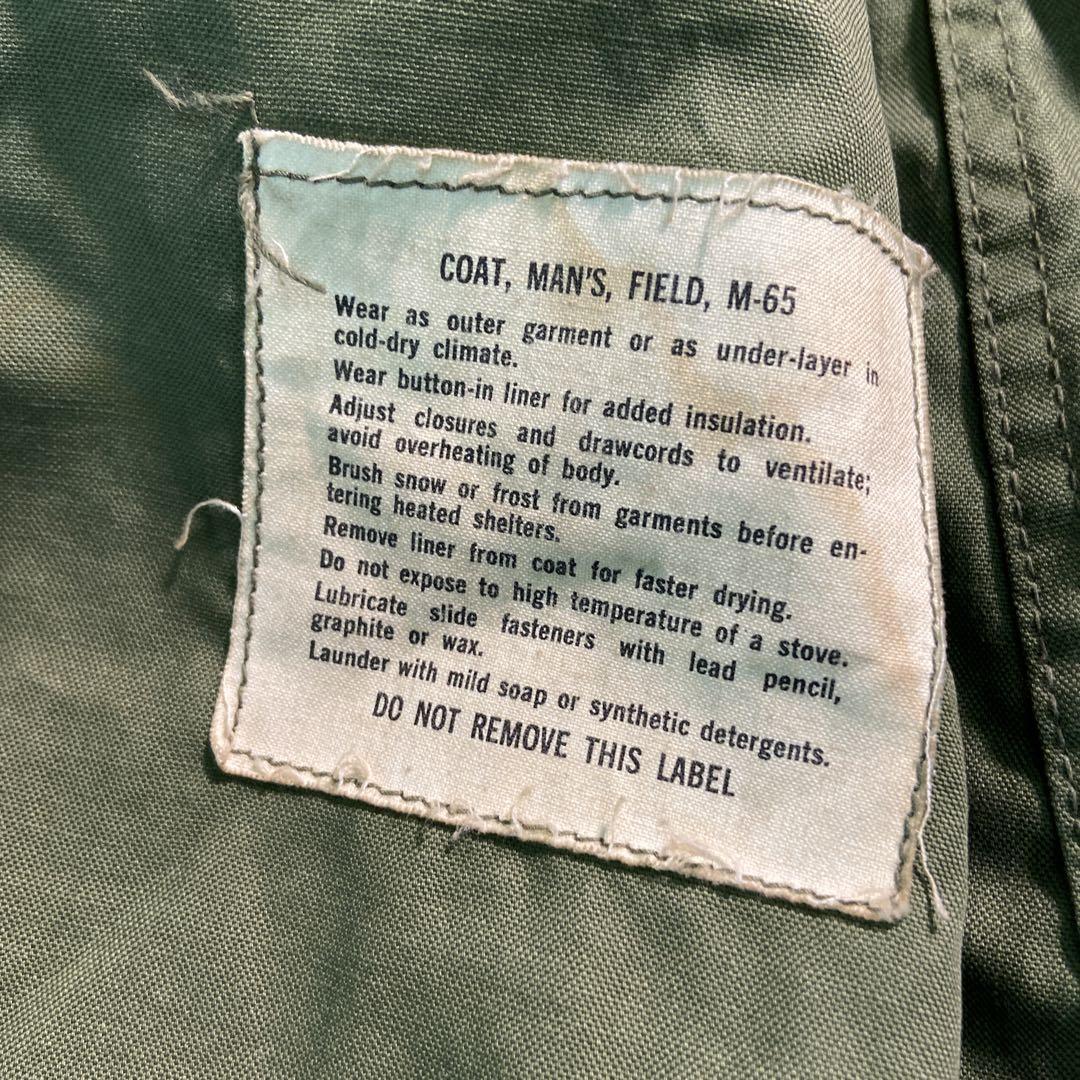 COAT, MAN'S, FIELD, M-65
Wear as outer garment or as under-layer in
cold-dry climate.
Wear button-in liner for added insulation.
Adjust closures and drawcords to ventilate;
avoid overheating of body.
Brush snow or frost from garments before en-
tering heated shelters.
Remove liner from coat for faster drying.
Do not expose to high temperature of a stove.
Lubricate slide fasteners with lead pencil,
graphite or wax.
Launder with mild soap or synthetic detergents.
DO NOT REMOVE THIS LABEL